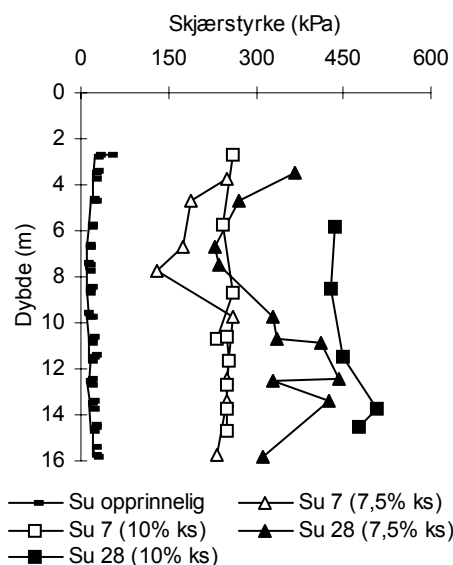 Skjærstyrke (kPa)
0 150 300 450 600
0
2
4
6
8
10
12
14
16
Dybde (m)
Su opprinnelig Su 7 (7,5% ks)
Su 7 (10% ks) Su 28 (7,5% ks)
Su 28 (10% ks)